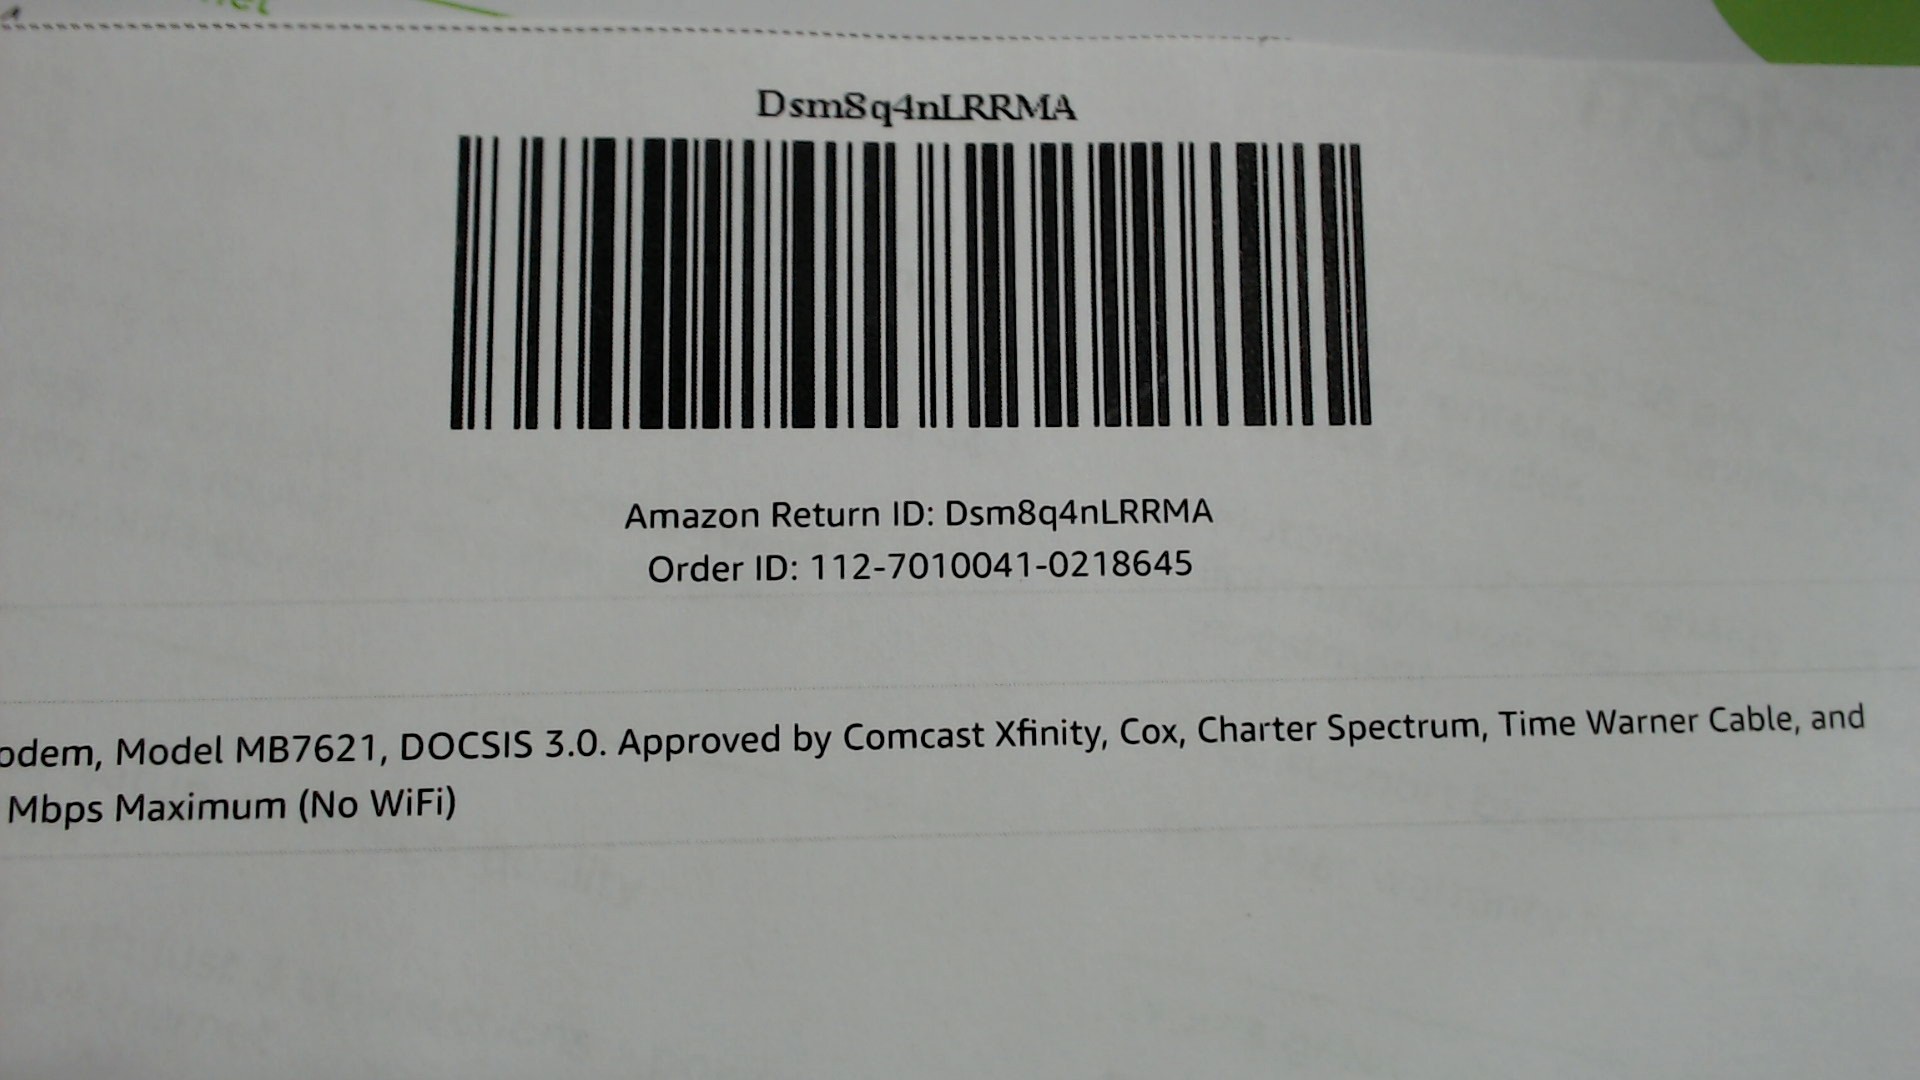 Dsm8q4nLRRMA
Amazon Return ID: Dsm8q4nLRRMA
Order ID: 112-7010041-0218645
odem, Model MB7621, DOCSIS 3.0. Approved by Comcast Xfinity, Cox, Charter Spectrum, Time Warner Cable, and
Mbps Maximum (No WiFi)